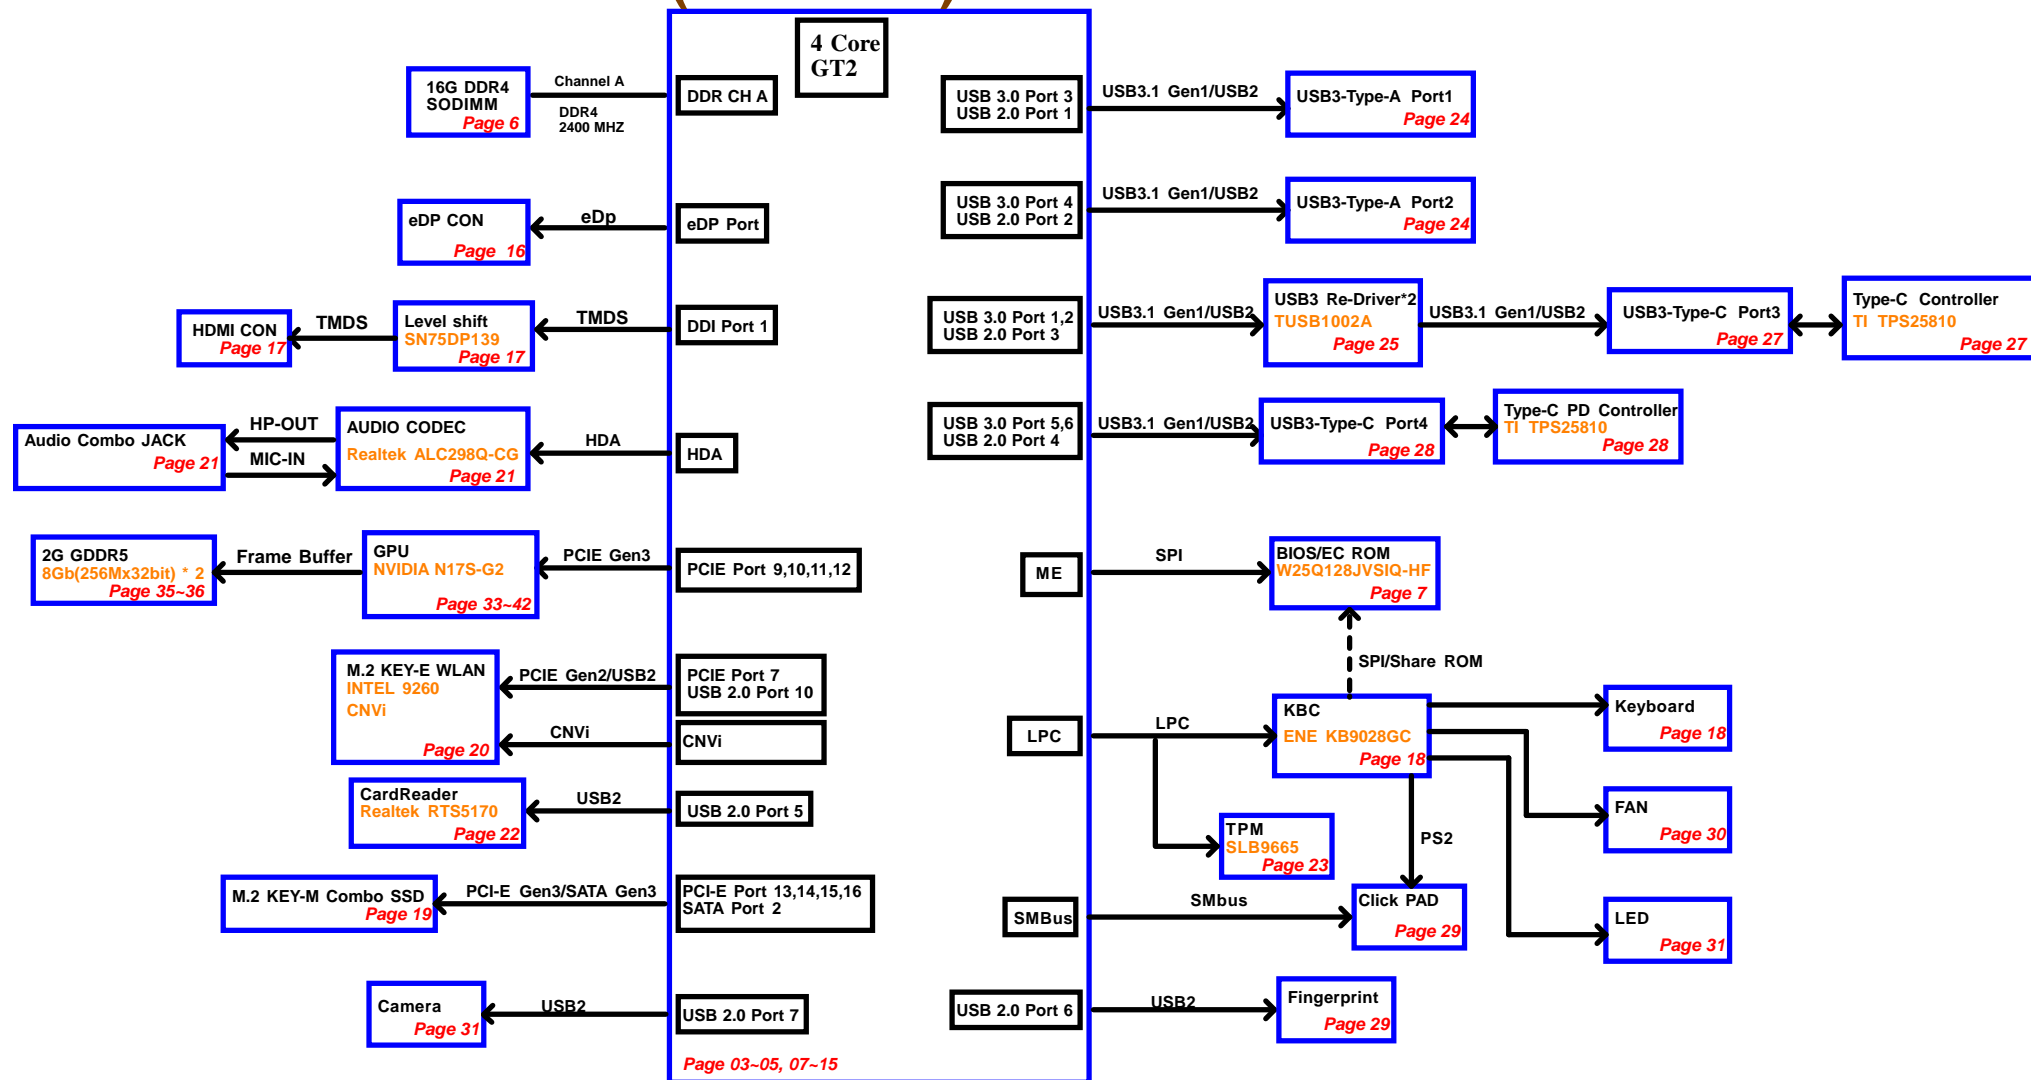 4 Core
GT2
16G DDR4
SODIMM
Page 6
Channel A
DDR4
2400 MHZ
DDR CH A
eDP CON
Page 16
eDp
eDP Port
HDMI CON
Page 17
TMDS
Level shift
SN75DP139
Page 17
TMDS
DDI Port 1
Audio Combo JACK
Page 21
HP-OUT
MIC-IN
AUDIO CODEC
Realtek ALC298Q-CG
Page 21
HDA
HDA
2G GDDR5
8Gb(256Mx32bit) * 2
Page 35~36
Frame Buffer
GPU
NVIDIA N17S-G2
Page 33~42
PCIE Gen3
PCIE Port 9,10,11,12
M.2 KEY-E WLAN
INTEL 9260
CNVi
Page 20
PCIE Gen2/USB2
PCIE Port 7
USB 2.0 Port 10
CNVi
CNVi
CardReader
Realtek RTS5170
Page 22
USB2
USB 2.0 Port 5
M.2 KEY-M Combo SSD
Page 19
PCI-E Gen3/SATA Gen3
PCI-E Port 13,14,15,16
SATA Port 2
Camera
Page 31
USB2
USB 2.0 Port 7
Page 03~05, 07~15
USB 3.0 Port 3
USB 2.0 Port 1
USB3.1 Gen1/USB2
USB3-Type-A Port1
Page 24
USB 3.0 Port 4
USB 2.0 Port 2
USB3.1 Gen1/USB2
USB3-Type-A Port2
Page 24
USB 3.0 Port 1,2
USB 2.0 Port 3
USB3.1 Gen1/USB2
USB3 Re-Driver*2
TUSB1002A
Page 25
USB3.1 Gen1/USB2
USB3-Type-C Port3
Page 27
Type-C Controller
TI TPS25810
Page 27
USB 3.0 Port 5,6
USB 2.0 Port 4
USB3.1 Gen1/USB2
USB3-Type-C Port4
Page 28
Type-C PD Controller
TI TPS25810
Page 28
ME
SPI
BIOS/EC ROM
W25Q128JVSIQ-HF
Page 7
SPI/Share ROM
LPC
LPC
KBC
ENE KB9028GC
Page 18
Keyboard
Page 18
FAN
Page 30
LED
Page 31
TPM
SLB9665
Page 23
PS2
SMBus
SMbus
Click PAD
Page 29
USB 2.0 Port 6
USB2
Fingerprint
Page 29